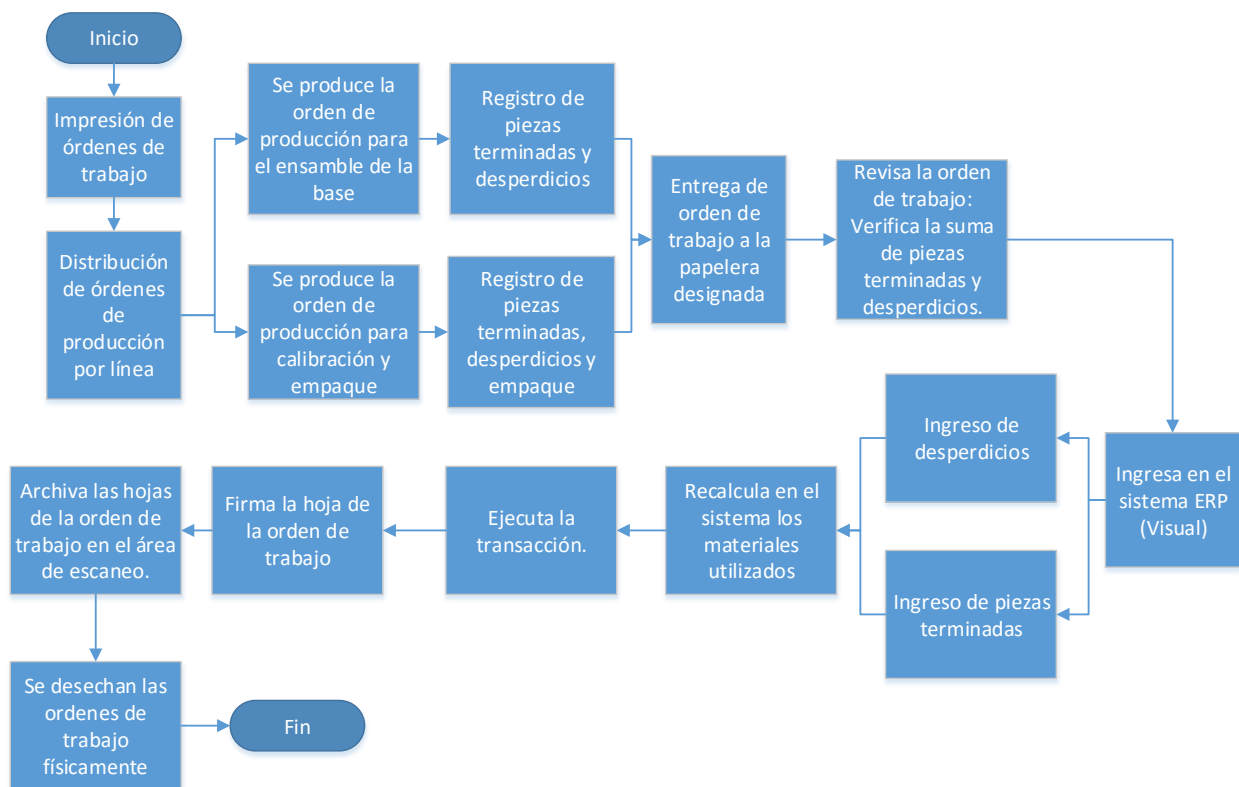 Inicio
Impresión de
órdenes de
trabajo
Distribución
de órdenes
de
producción
por línea
Se produce la
orden de
producción para
el ensamble de la
base
Registro de
piezas
terminadas y
desperdicios
Se produce la
orden de
producción para
calibración y
empaque
Registro de
piezas
terminadas,
desperdicios y
empaque
Entrega de
orden de
trabajo a la
papelera
designada
Revisa la orden
de trabajo:
Verifica la suma
de piezas
terminadas y
desperdicios.
Ingresa en el
sistema ERP
(Visual)
Ingreso de
desperdicios
Ingreso de piezas
terminadas
Recalcula en el
sistema los
materiales
utilizados
Ejecuta la
transacción.
Firma la hoja de
la orden de
trabajo
Archiva las hojas
de la orden de
trabajo en el área
de escaneo.
Se desechan las
ordenes de
trabajo
físicamente
Fin